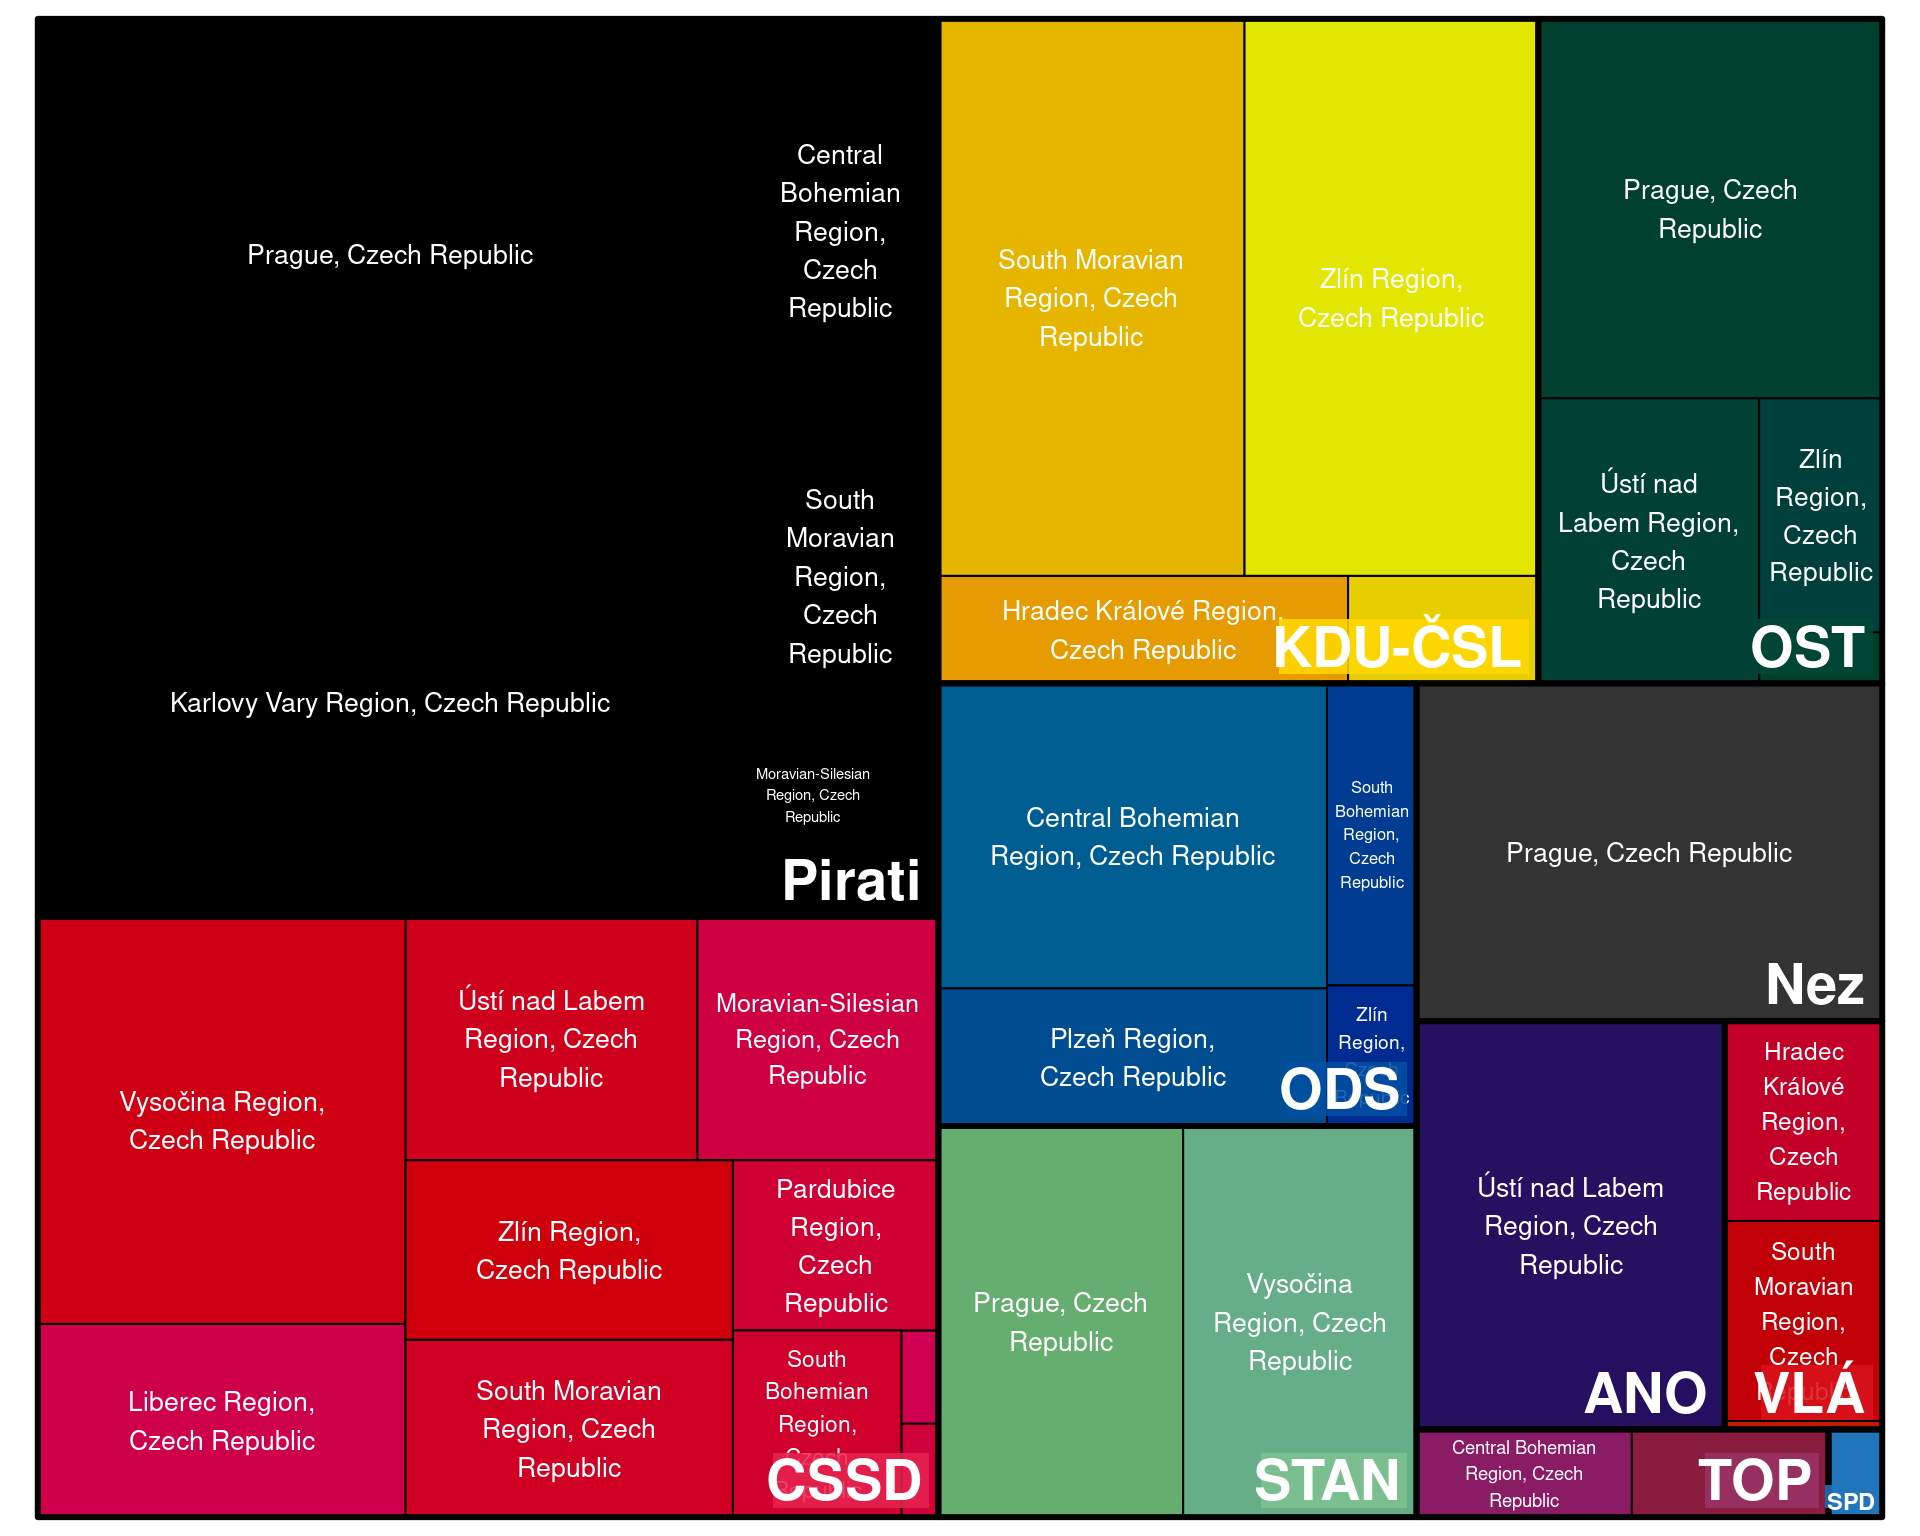 Prague, Czech Republic
Central
Bohemian
Region,
Czech
Republic
South
Moravian
Region,
Czech
Republic
Karlovy Vary Region, Czech Republic
Moravian-Silesian
Region, Czech
Republic
Pirati
South Moravian
Region, Czech
Republic
Zlín Region,
Czech Republic
Hradec Králové Region,
Czech Republic
KDU-ČSL
Prague, Czech
Republic
Ústí nad
Labem Region,
Czech
Republic
Zlín
Region,
Czech
Republic
OST
Central Bohemian
Region, Czech Republic
South
Bohemian
Region,
Czech
Republic
Plzeň Region,
Czech Republic
Zlín
Region,
Czech
Republic
ODS
Prague, Czech Republic
Nez
Vysočina Region,
Czech Republic
Ústí nad Labem
Region, Czech
Republic
Moravian-Silesian
Region, Czech
Republic
Zlín Region,
Czech Republic
Pardubice
Region,
Czech
Republic
Liberec Region,
Czech Republic
South Moravian
Region, Czech
Republic
South
Bohemian
Region,
Czech
Republic
CSSD
Prague, Czech
Republic
Vysočina
Region, Czech
Republic
STAN
Ústí nad Labem
Region, Czech
Republic
ANO
Hradec
Králové
Region,
Czech
Republic
South
Moravian
Region,
Czech
Republic
VLÁ
Central Bohemian
Region, Czech
Republic
TOP
SPD